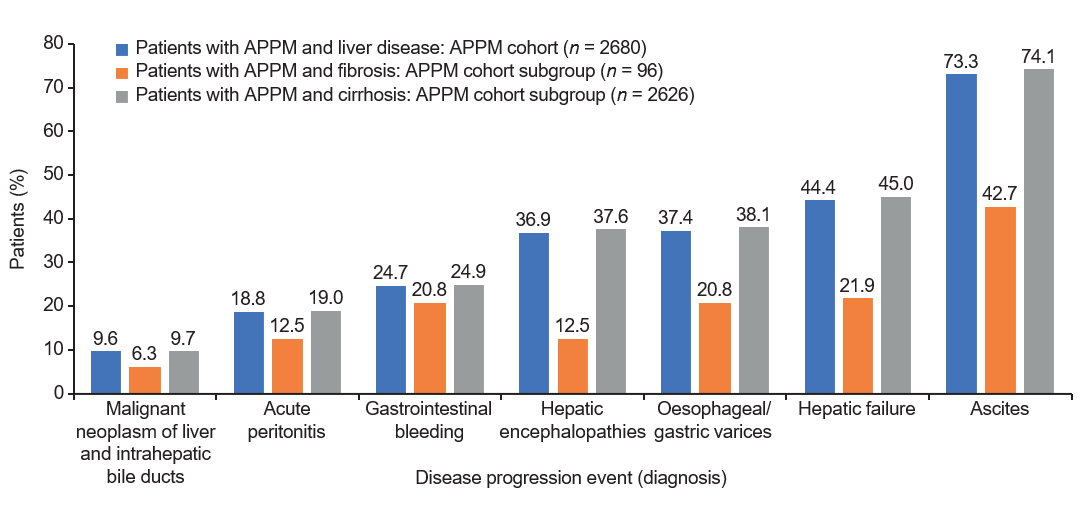 Patients with APPM and liver disease: APPM cohort (n = 2680)
Patients with APPM and fibrosis: APPM cohort subgroup (n = 96)
Patients with APPM and cirrhosis: APPM cohort subgroup (n = 2626)
Patients (%)
80
70
60
50
40
30
20
10
0
9.6 6.3 9.7
18.8 12.5 19.0
24.7 20.8 24.9
36.9 12.5 37.6
37.4 20.8 38.1
44.4 21.9 45.0
73.3 42.7 74.1
Malignant
neoplasm of liver
and intrahepatic
bile ducts
Acute
peritonitis
Gastrointestinal
bleeding
Hepatic
encephalopathies
Oesophageal/
gastric varices
Hepatic failure
Ascites
Disease progression event (diagnosis)